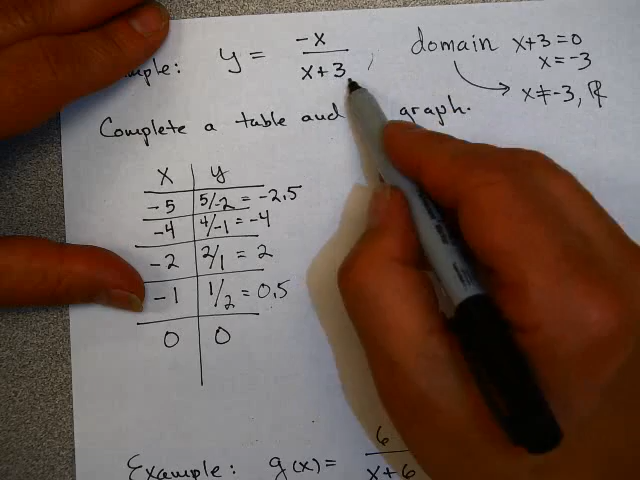 mple: y = -x / x+3 , domain x+3=0
x=-3
x≠-3, ℝ
Complete a table and graph.
x y
-5 5/-2 = -2.5
-4 4/-1 = -4
-2 2/1 = 2
-1 1/2 = 0.5
0 0
Example: g(x) = 6 / x+6